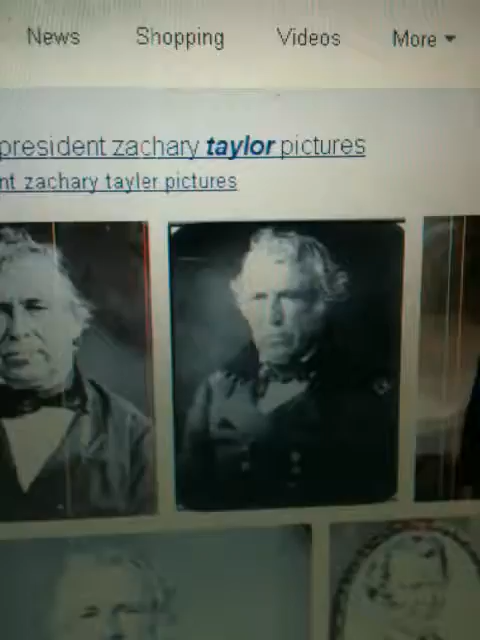 News Shopping Videos More
president zachary taylor pictures
nt zachary tayler pictures